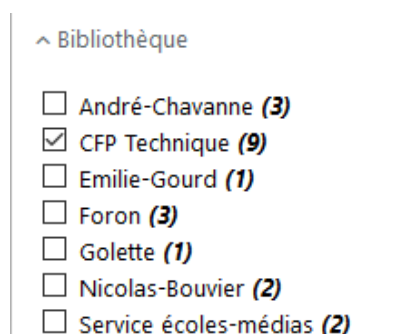 Bibliothèque
André-Chavanne (3)
CFP Technique (9)
Emilie-Gourd (1)
Foron (3)
Golette (1)
Nicolas-Bouvier (2)
Service écoles-médias (2)